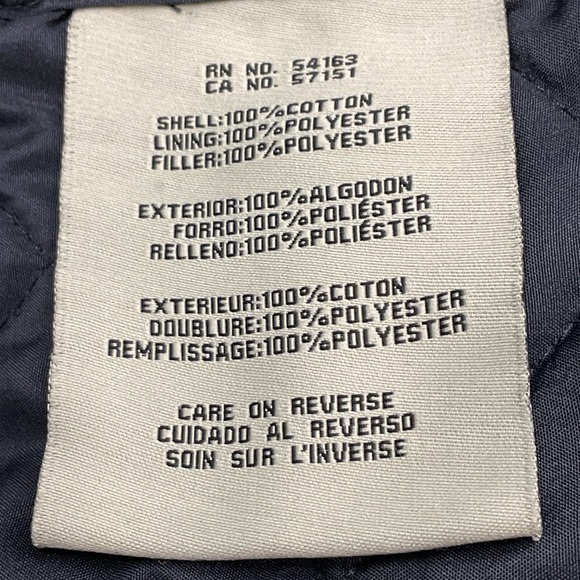 RN NO. 54163
CA NO. 57151
SHELL:100%COTTON
LINING:100%POLYESTER
FILLER:100%POLYESTER
EXTERIOR:100%ALGODON
FORRO:100%POLIÉSTER
RELLENO:100%POLIÉSTER
EXTERIEUR:100%COTON
DOUBLURE:100%POLYESTER
REMPLISSAGE:100%POLYESTER
CARE ON REVERSE
CUIDADO AL REVERSO
SOIN SUR L'INVERSE